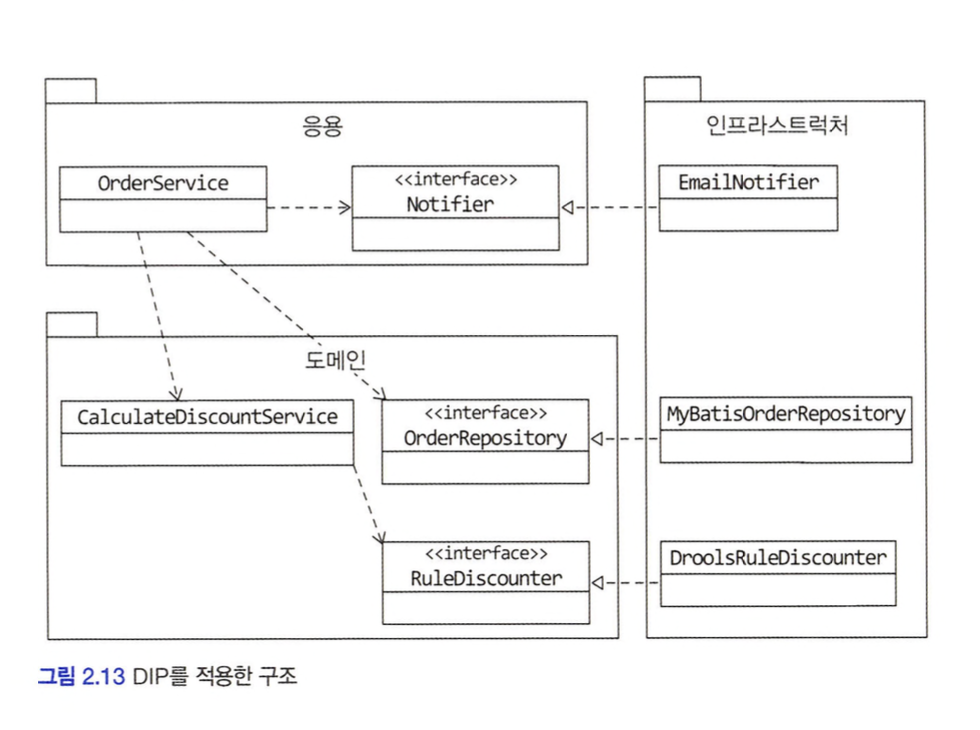 응용
인프라스트럭처
OrderService
<<interface>>
Notifier
EmailNotifier
도메인
CalculateDiscountService
<<interface>>
OrderRepository
MyBatisOrderRepository
<<interface>>
RuleDiscounter
DroolsRuleDiscounter
그림 2.13 DIP를 적용한 구조